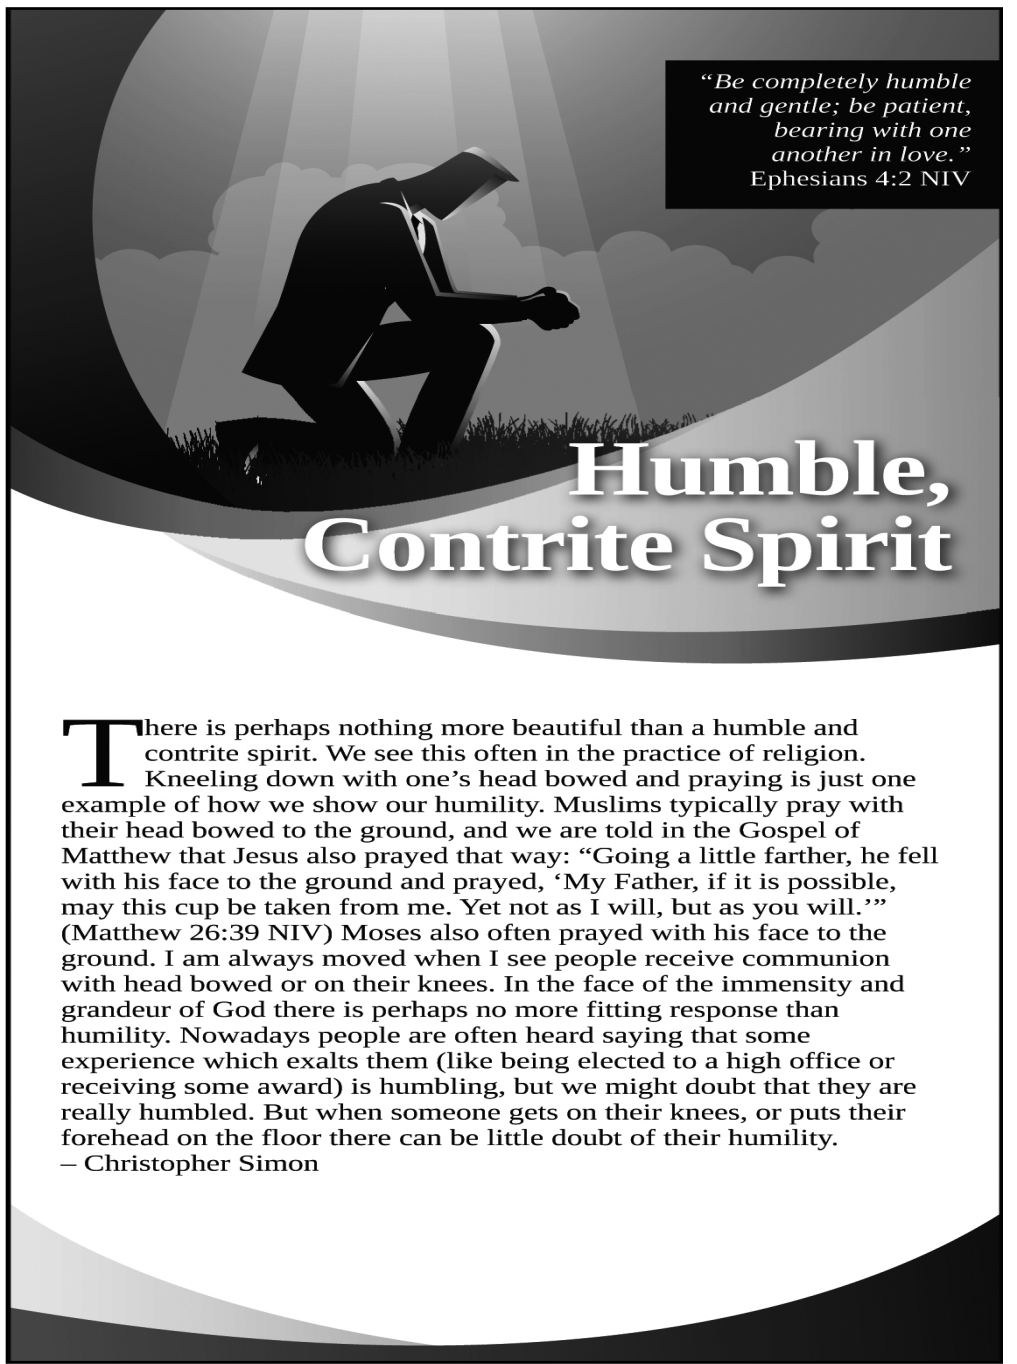 “Be completely humble
and gentle; be patient,
bearing with one
another in love.”
Ephesians 4:2 NIV
Humble,
Contrite Spirit
There is perhaps nothing more beautiful than a humble and
contrite spirit. We see this often in the practice of religion.
Kneeling down with one’s head bowed and praying is just one
example of how we show our humility. Muslims typically pray with
their head bowed to the ground, and we are told in the Gospel of
Matthew that Jesus also prayed that way: “Going a little farther, he fell
with his face to the ground and prayed, ‘My Father, if it is possible,
may this cup be taken from me. Yet not as I will, but as you will.’”
(Matthew 26:39 NIV) Moses also often prayed with his face to the
ground. I am always moved when I see people receive communion
with head bowed or on their knees. In the face of the immensity and
grandeur of God there is perhaps no more fitting response than
humility. Nowadays people are often heard saying that some
experience which exalts them (like being elected to a high office or
receiving some award) is humbling, but we might doubt that they are
really humbled. But when someone gets on their knees, or puts their
forehead on the floor there can be little doubt of their humility.
– Christopher Simon